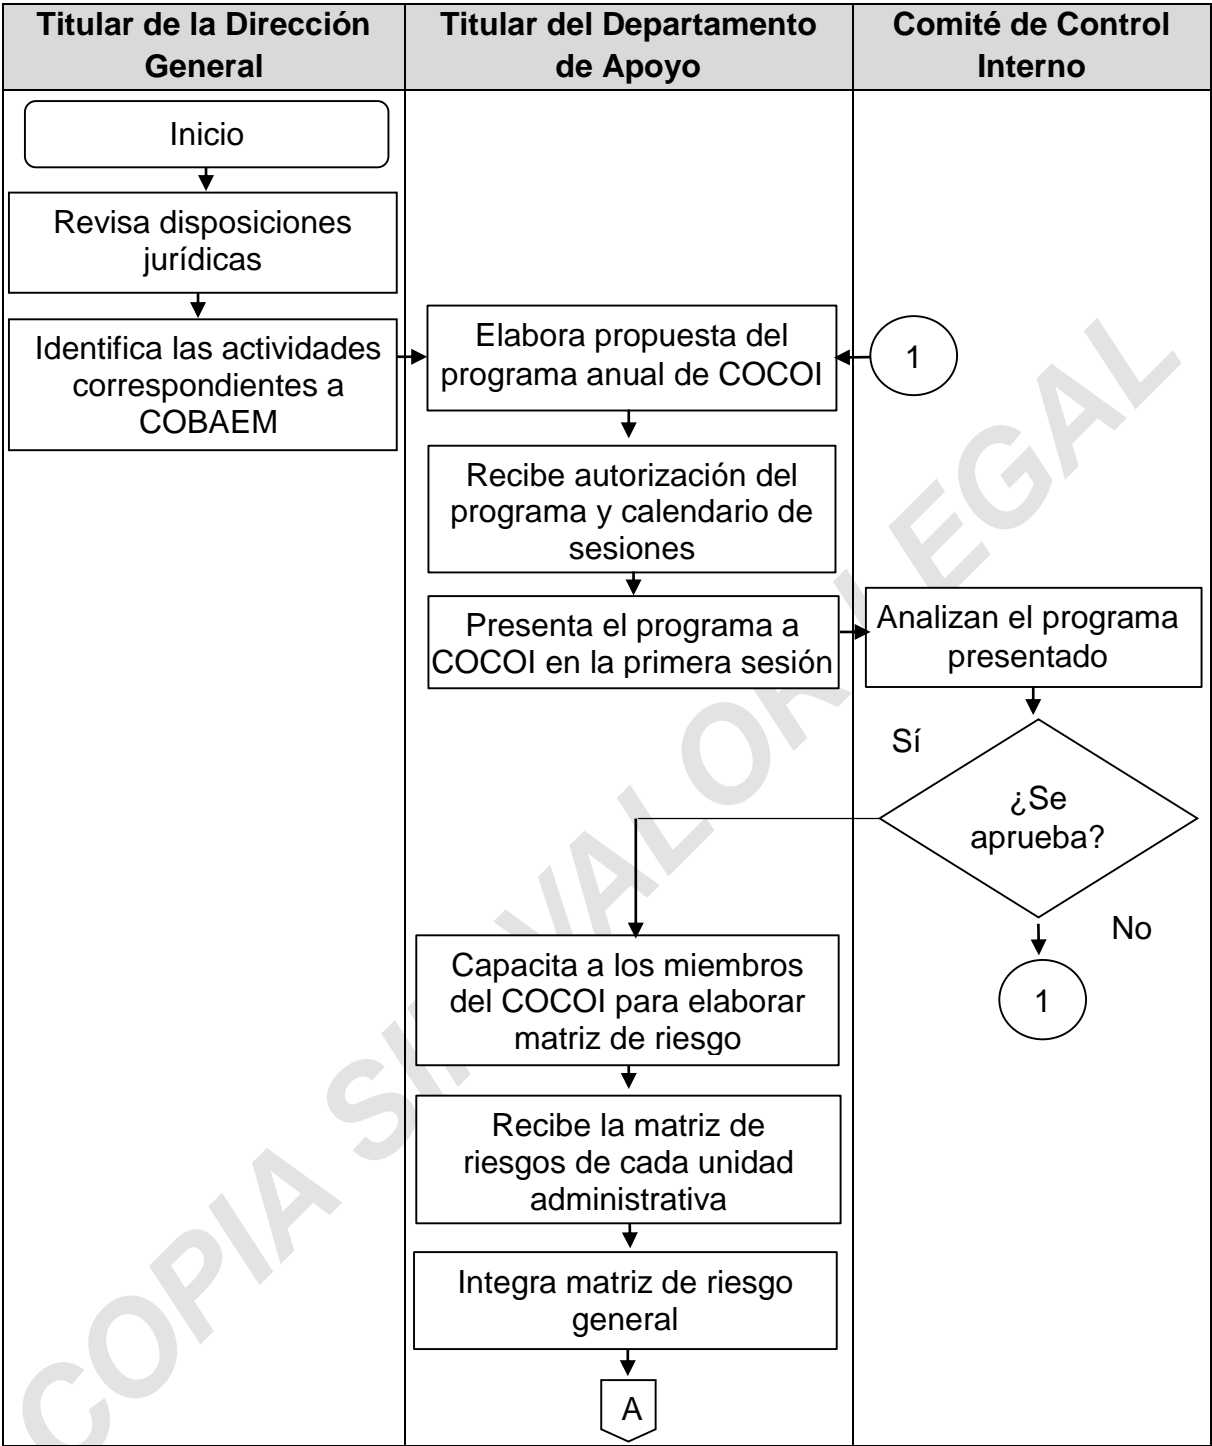 Titular de la Dirección
General
Titular del Departamento
de Apoyo
Comité de Control
Interno
Inicio
Revisa disposiciones
jurídicas
Identifica las actividades
correspondientes a
COBAEM
Elabora propuesta del
programa anual de COCOI
1
Recibe autorización del
programa y calendario de
sesiones
Presenta el programa a
COCOI en la primera sesión
Analizan el programa
presentado
Sí
¿Se
aprueba?
No
1
Capacita a los miembros
del COCOI para elaborar
matriz de riesgo
Recibe la matriz de
riesgos de cada unidad
administrativa
Integra matriz de riesgo
general
A
COPIA SIN VALOR LEGAL